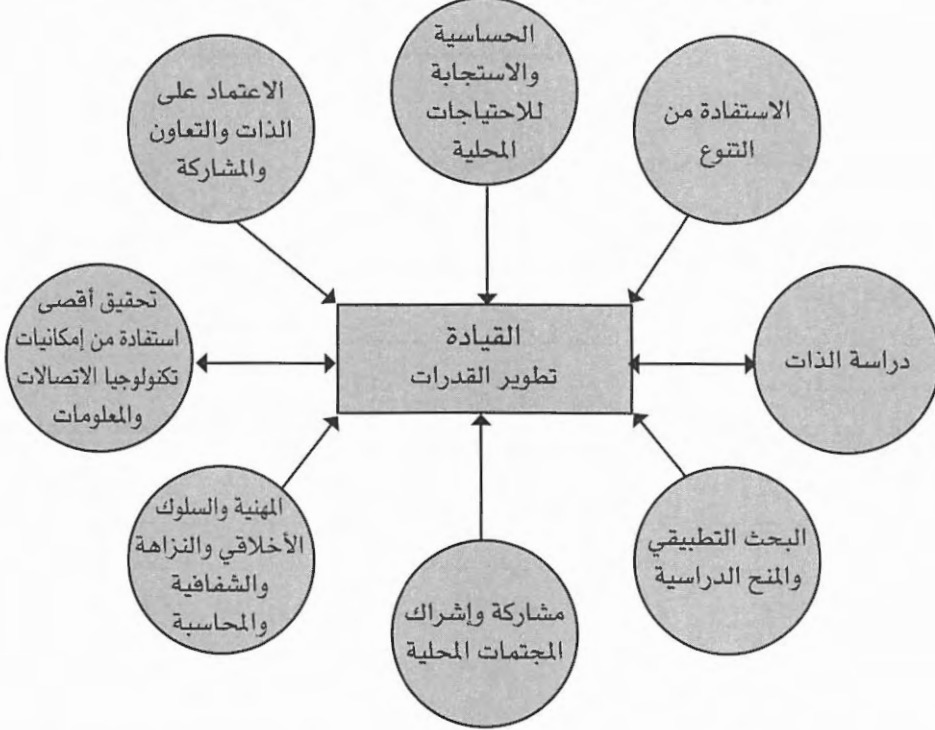 الحساسية
والاستجابة
للاحتياجات
المحلية
الاستفادة من
التنوع
الاعتماد على
الذات والتعاون
والمشاركة
القيادة
تطوير القدرات
دراسة الذات
تحقيق أقصى
استفادة من إمكانيات
تكنولوجيا الاتصالات
والمعلومات
البحث التطبيقي
والمنح الدراسية
مشاركة وإشراك
المجتمات المحلية
المهنية والسلوك
الأخلاقي والنزاهة
والشفافية
والمحاسبة